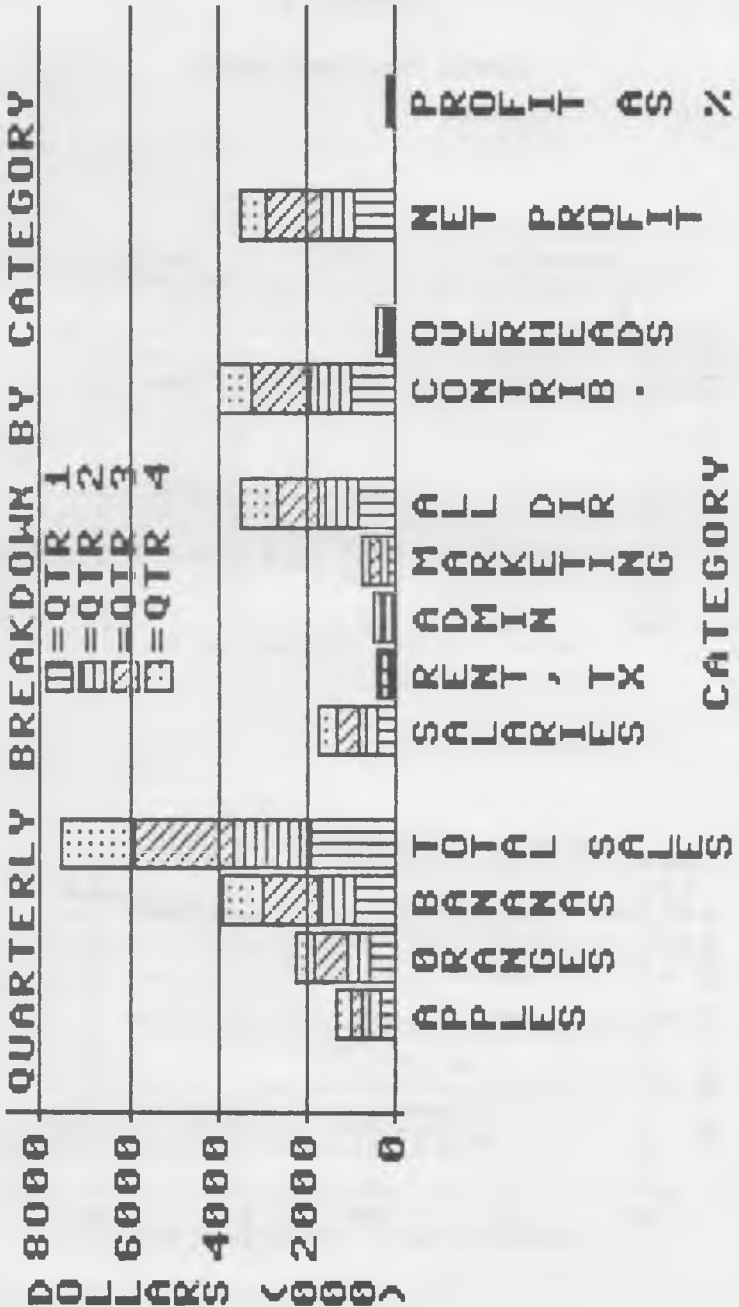 QUARTERLY BREAKDOWN BY CATEGORY
=QTR 1
=QTR 2
=QTR 3
=QTR 4
8000
6000
4000
2000
0
DOLLARS (000)
APPLES
ORANGES
BANANAS
TOTAL SALES
SALARIES
RENT, TX
ADMIN
MARKETING
ALL DIR
CONTRIB.
OVERHEADS
NET PROFIT
PROFIT AS %
CATEGORY